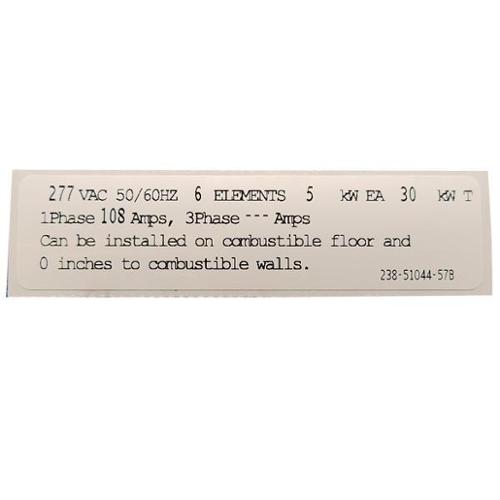 277 VAC 50/60HZ 6 ELEMENTS 5 kW EA 30 kW T
1Phase 108 Amps, 3Phase --- Amps
Can be installed on combustible floor and
0 inches to combustible walls.
238-51044-57B